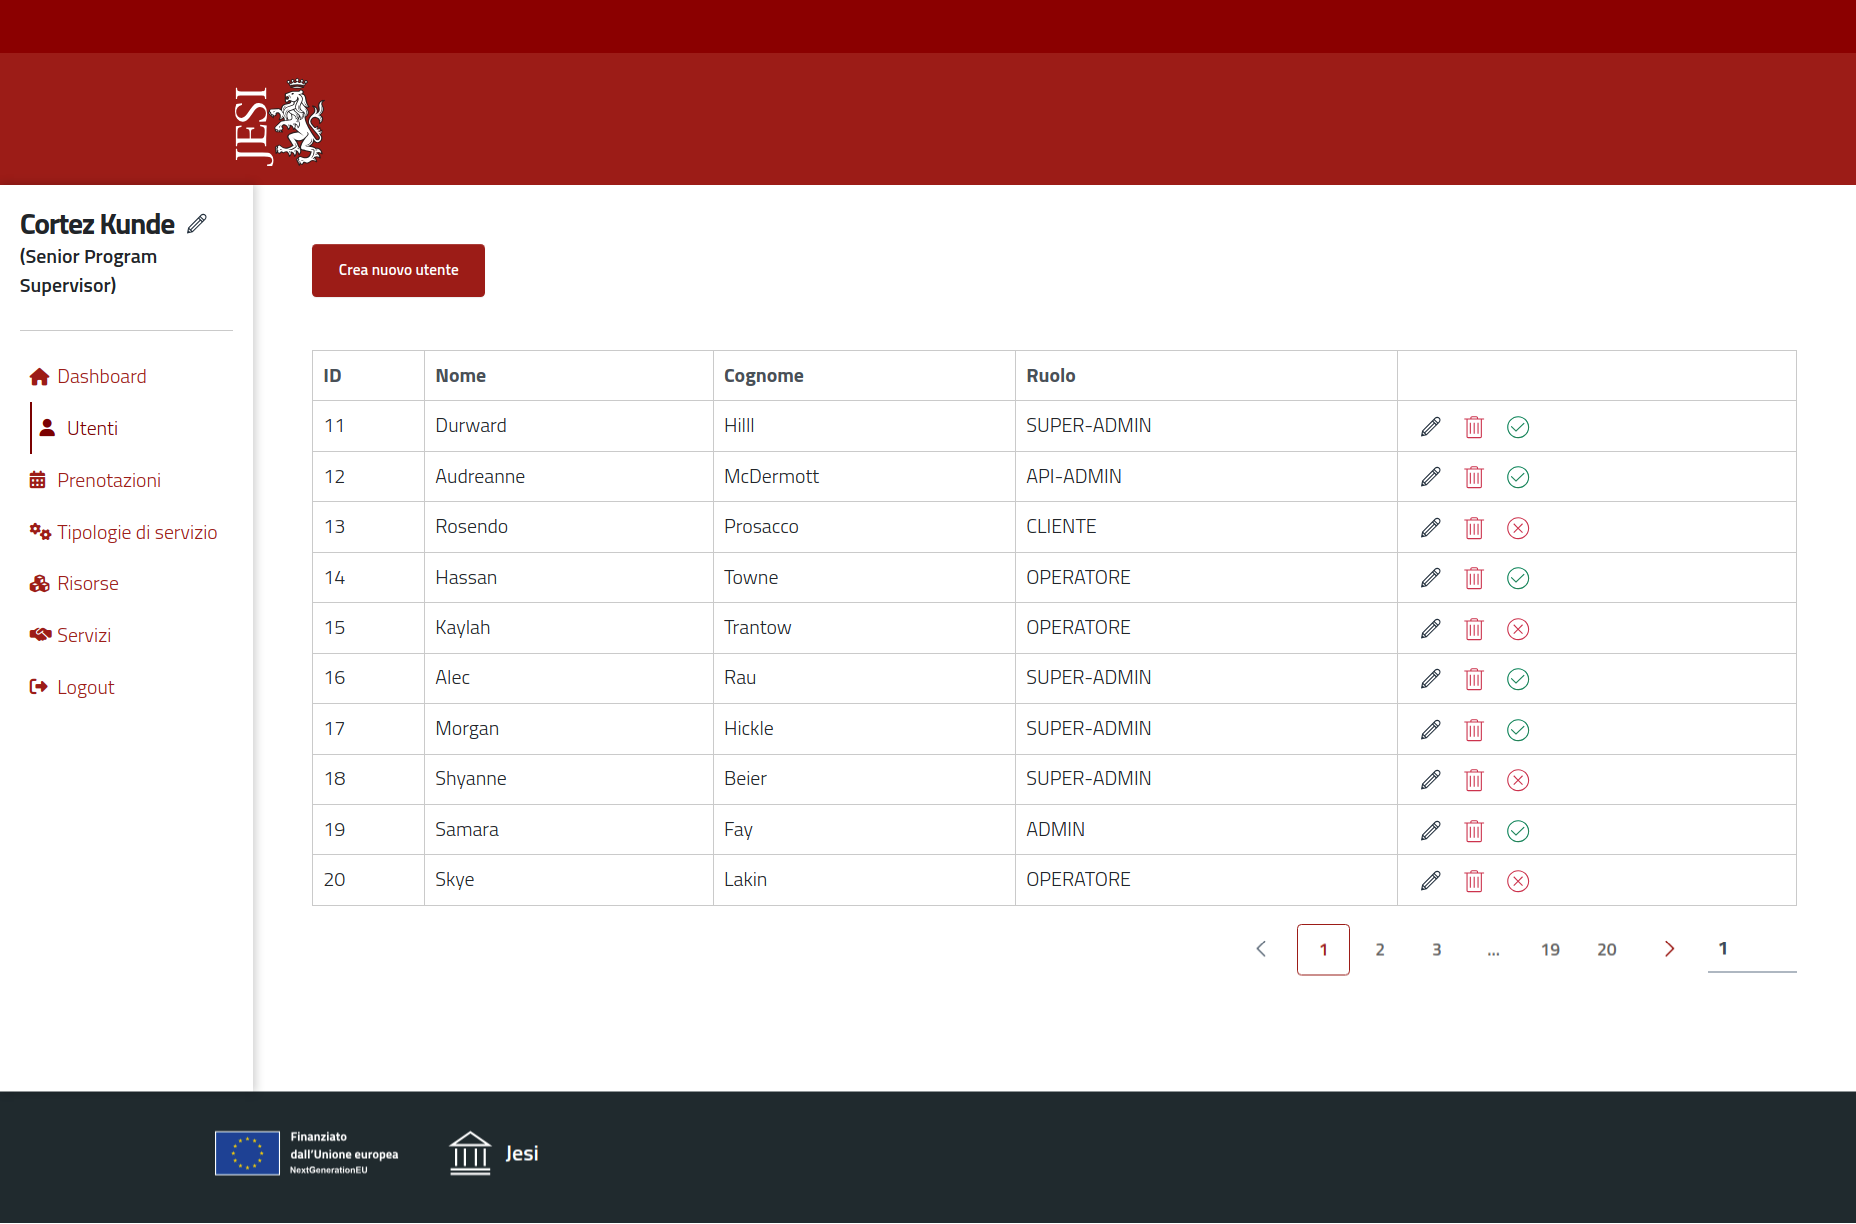 JESI
Cortez Kunde
(Senior Program
Supervisor)
Dashboard
Utenti
Prenotazioni
Tipologie di servizio
Risorse
Servizi
Logout
Crea nuovo utente
ID Nome Cognome Ruolo
11 Durward Hilll SUPER-ADMIN
12 Audreanne McDermott API-ADMIN
13 Rosendo Prosacco CLIENTE
14 Hassan Towne OPERATORE
15 Kaylah Trantow OPERATORE
16 Alec Rau SUPER-ADMIN
17 Morgan Hickle SUPER-ADMIN
18 Shyanne Beier SUPER-ADMIN
19 Samara Fay ADMIN
20 Skye Lakin OPERATORE
1 2 3 ... 19 20 1
Finanziato
dall'Unione europea
NextGenerationEU
Jesi